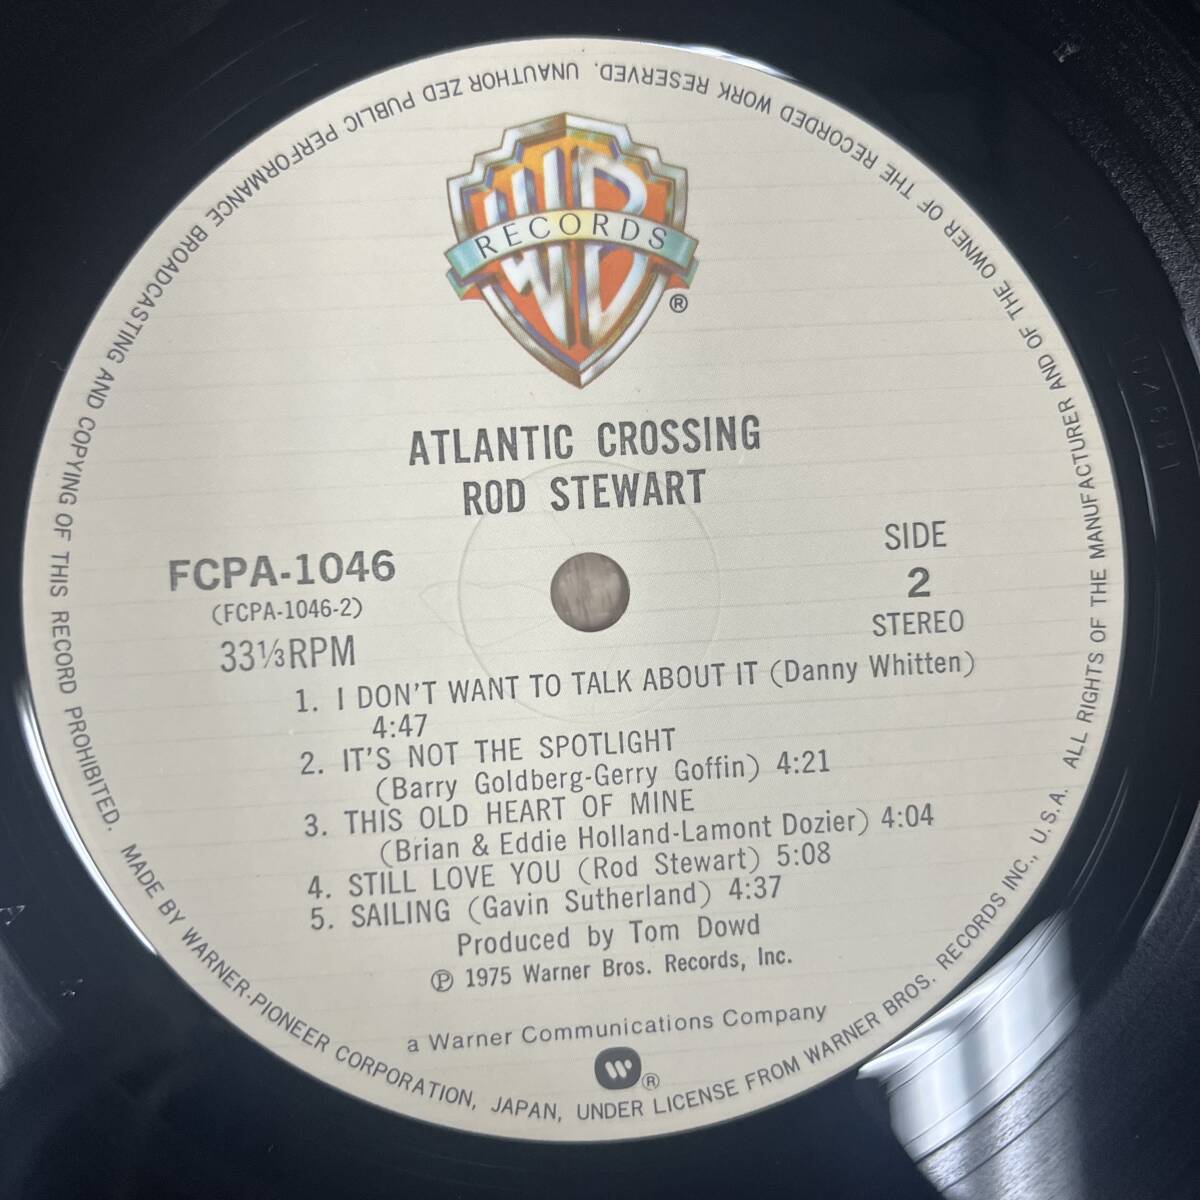 WB
RECORDS
®
ATLANTIC CROSSING
ROD STEWART
FCPA-1046
(FCPA-1046-2)
33⅓RPM
SIDE
2
STEREO
1. I DON'T WANT TO TALK ABOUT IT (Danny Whitten)
4:47
2. IT'S NOT THE SPOTLIGHT
(Barry Goldberg-Gerry Goffin) 4:21
3. THIS OLD HEART OF MINE
(Brian & Eddie Holland-Lamont Dozier) 4:04
4. STILL LOVE YOU (Rod Stewart) 5:08
5. SAILING (Gavin Sutherland) 4:37
Produced by Tom Dowd
℗ 1975 Warner Bros. Records, Inc.
a Warner Communications Company
®
MADE BY WARNER-PIONEER CORPORATION, JAPAN, UNDER LICENSE FROM WARNER BROS. RECORDS INC., U.S.A. ALL RIGHTS OF THE MANUFACTURER AND OF THE OWNER OF THE RECORDED WORK RESERVED. UNAUTHOR ZED PUBLIC PERFORMANCE BROADCASTING AND COPYING OF THIS RECORD PROHIBITED.